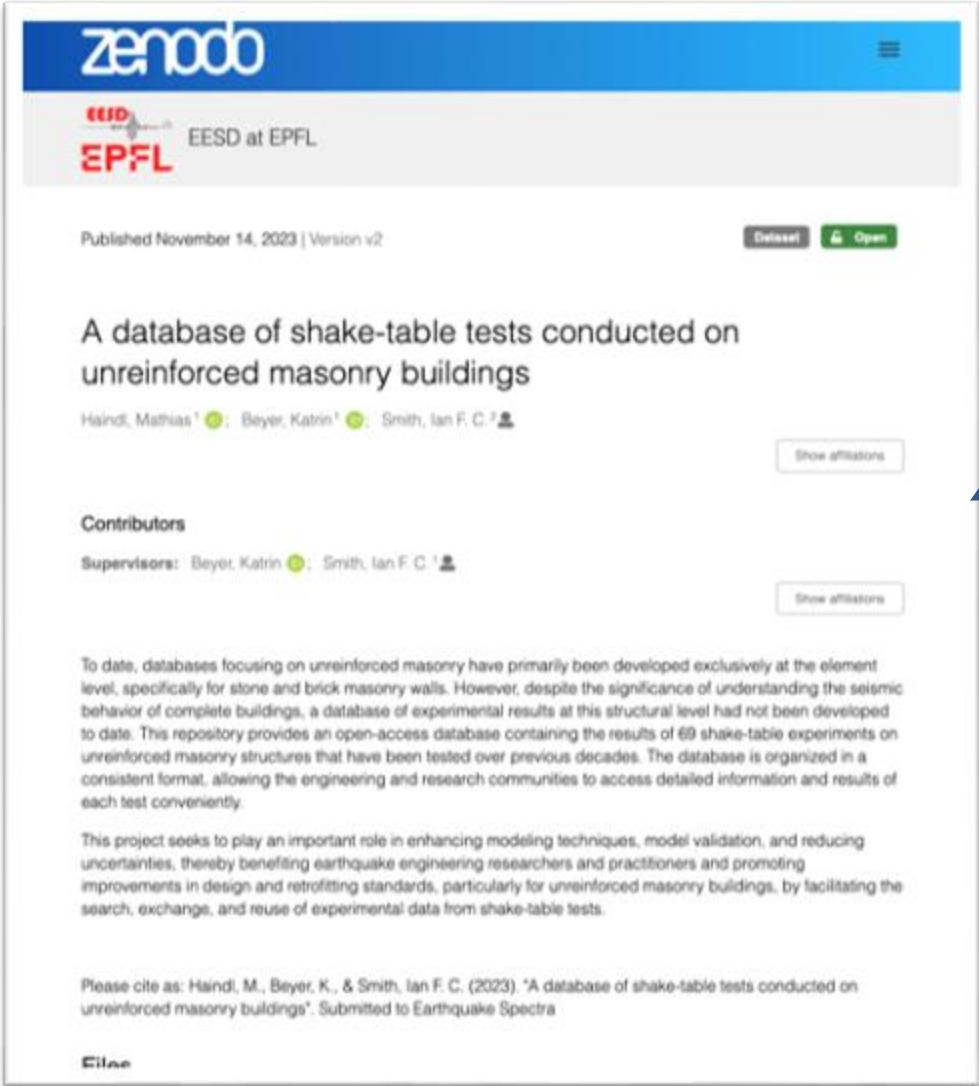 zenodo
EESD
EPFL
EESD at EPFL
Published November 14, 2023 | Version v2
Dataset
Open
A database of shake-table tests conducted on
unreinforced masonry buildings
Haindl, Mathias¹; Beyer, Katrin¹; Smith, Ian F. C.²
Show affiliations
Contributors
Supervisors: Beyer, Katrin; Smith, Ian F. C.¹
Show affiliations
To date, databases focusing on unreinforced masonry have primarily been developed exclusively at the element
level, specifically for stone and brick masonry walls. However, despite the significance of understanding the seismic
behavior of complete buildings, a database of experimental results at this structural level had not been developed
to date. This repository provides an open-access database containing the results of 69 shake-table experiments on
unreinforced masonry structures that have been tested over previous decades. The database is organized in a
consistent format, allowing the engineering and research communities to access detailed information and results of
each test conveniently.
This project seeks to play an important role in enhancing modeling techniques, model validation, and reducing
uncertainties, thereby benefiting earthquake engineering researchers and practitioners and promoting
improvements in design and retrofitting standards, particularly for unreinforced masonry buildings, by facilitating the
search, exchange, and reuse of experimental data from shake-table tests.
Please cite as: Haindl, M., Beyer, K., & Smith, Ian F. C. (2023). "A database of shake-table tests conducted on
unreinforced masonry buildings". Submitted to Earthquake Spectra
Files